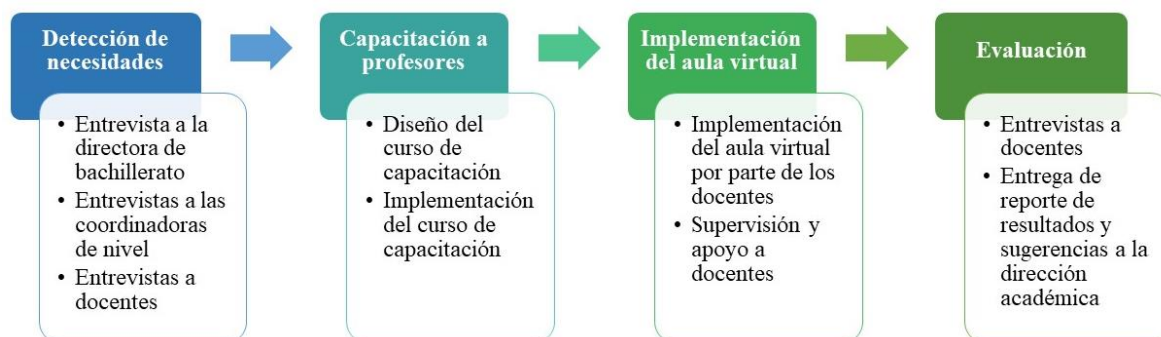 Detección de
necesidades
• Entrevista a la
directora de
bachillerato
• Entrevistas a las
coordinadoras
de nivel
• Entrevistas a
docentes
Capacitación a
profesores
• Diseño del
curso de
capacitación
• Implementación
del curso de
capacitación
Implementación
del aula virtual
• Implementación
del aula virtual
por parte de los
docentes
• Supervisión y
apoyo a
docentes
Evaluación
• Entrevistas a
docentes
• Entrega de
reporte de
resultados y
sugerencias a la
dirección
académica